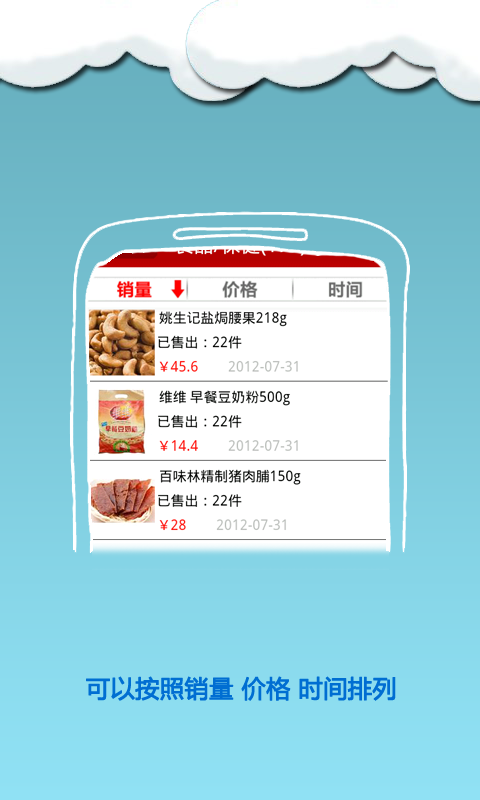 销量 价格 时间
姚生记盐焗腰果218g
已售出：22件
￥45.6 2012-07-31
维维 早餐豆奶粉500g
已售出：22件
￥14.4 2012-07-31
百味林精制猪肉脯150g
已售出：22件
￥28 2012-07-31
可以按照销量 价格 时间排列